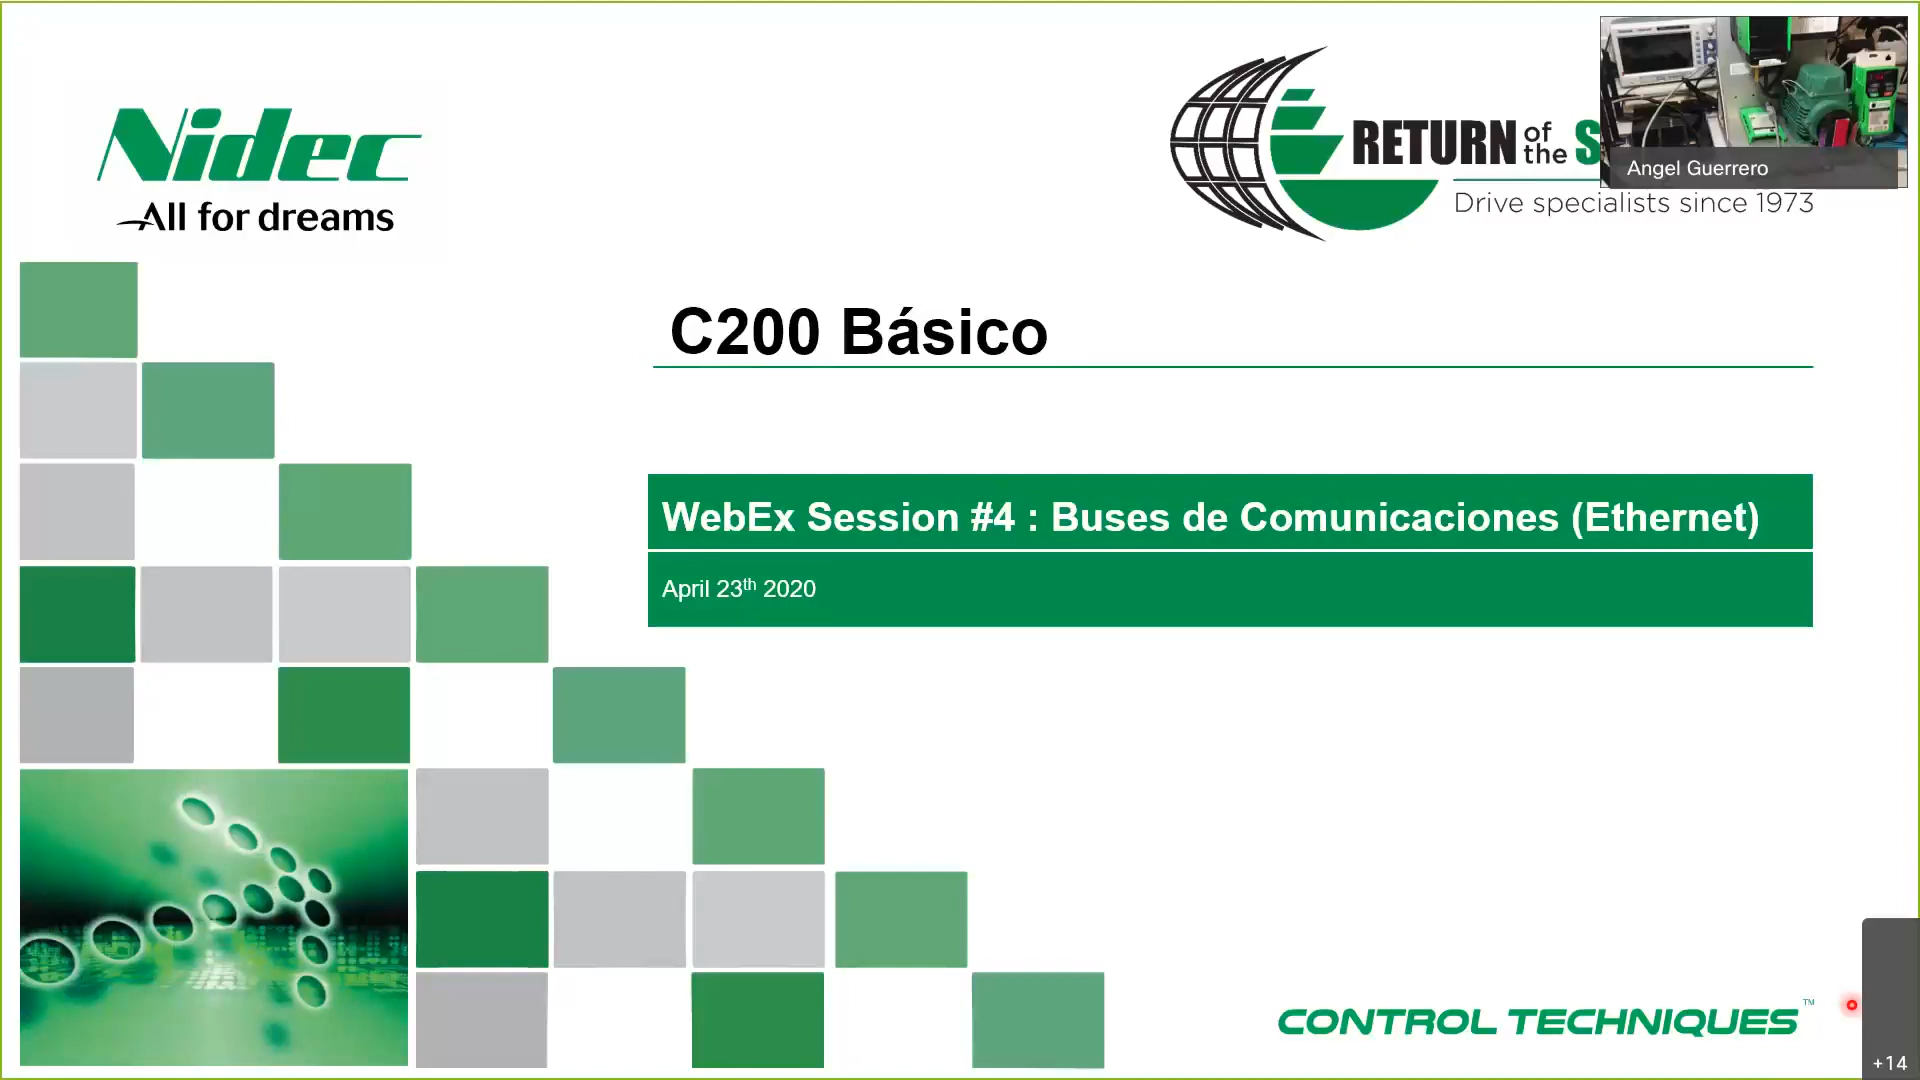 Nidec
All for dreams
RETURN of the S
Drive specialists since 1973
Angel Guerrero
C200 Básico
WebEx Session #4 : Buses de Comunicaciones (Ethernet)
April 23th 2020
CONTROL TECHNIQUES™
+14